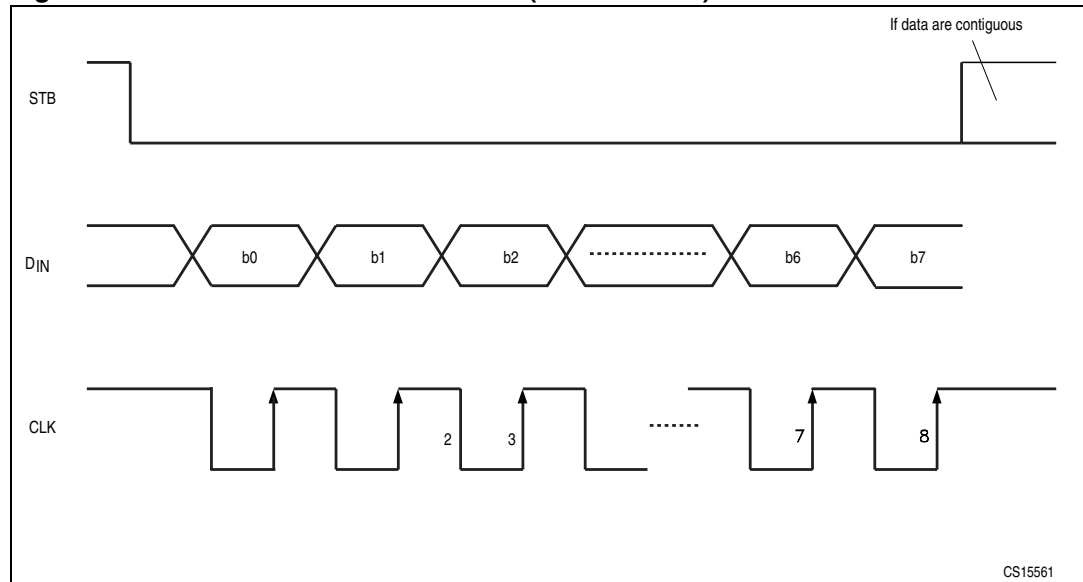 If data are contiguous
STB
DIN
b0 b1 b2 b6 b7
CLK
2 3 7 8
CS15561